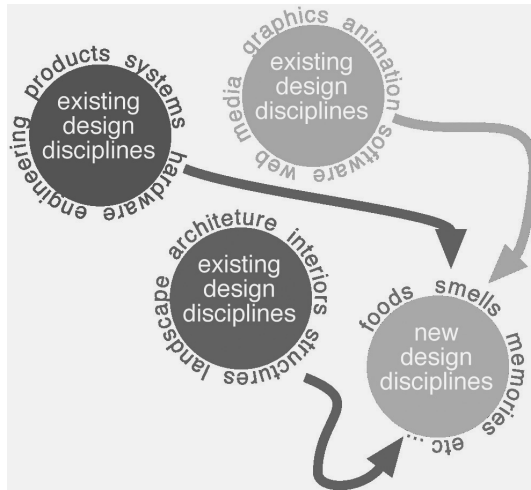 engineering products systems hardware
existing
design
disciplines
web media graphics animation software
existing
design
disciplines
landscape architeture interiors structures
existing
design
disciplines
foods smells memories etc...
new
design
disciplines